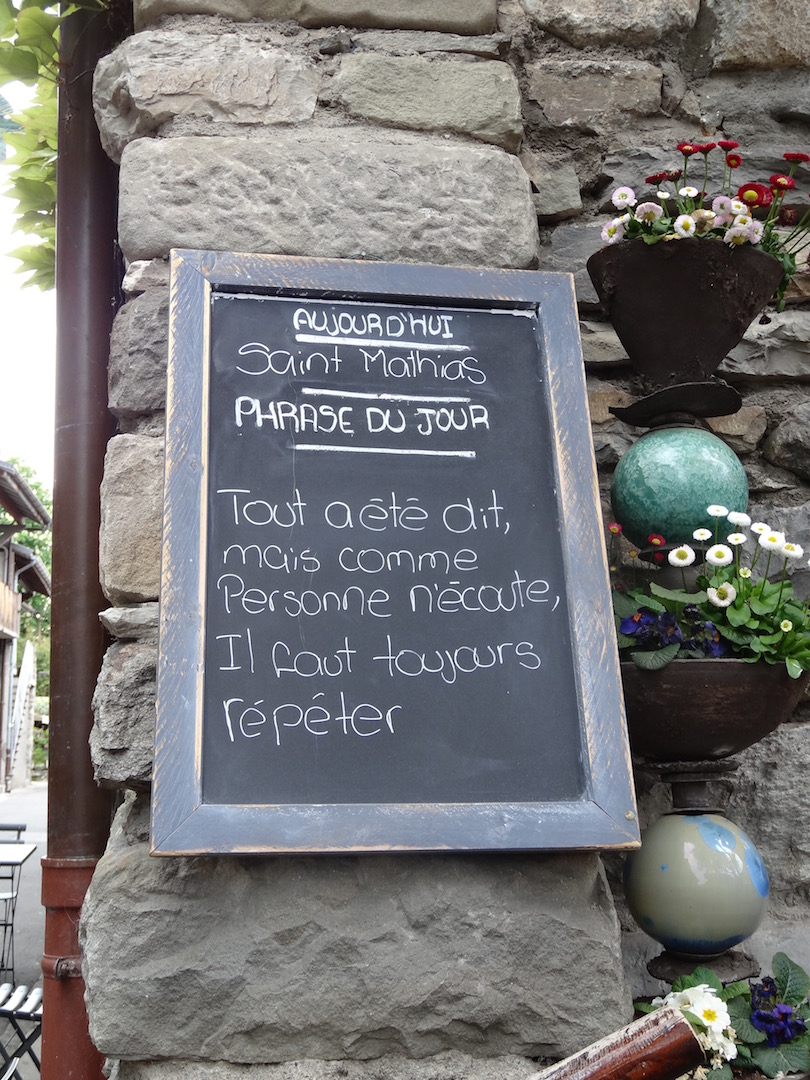 AUJOURD'HUI
Saint Mathias
PHRASE DU JOUR
Tout a été dit,
mais comme
Personne n'écoute,
Il faut toujours
répéter